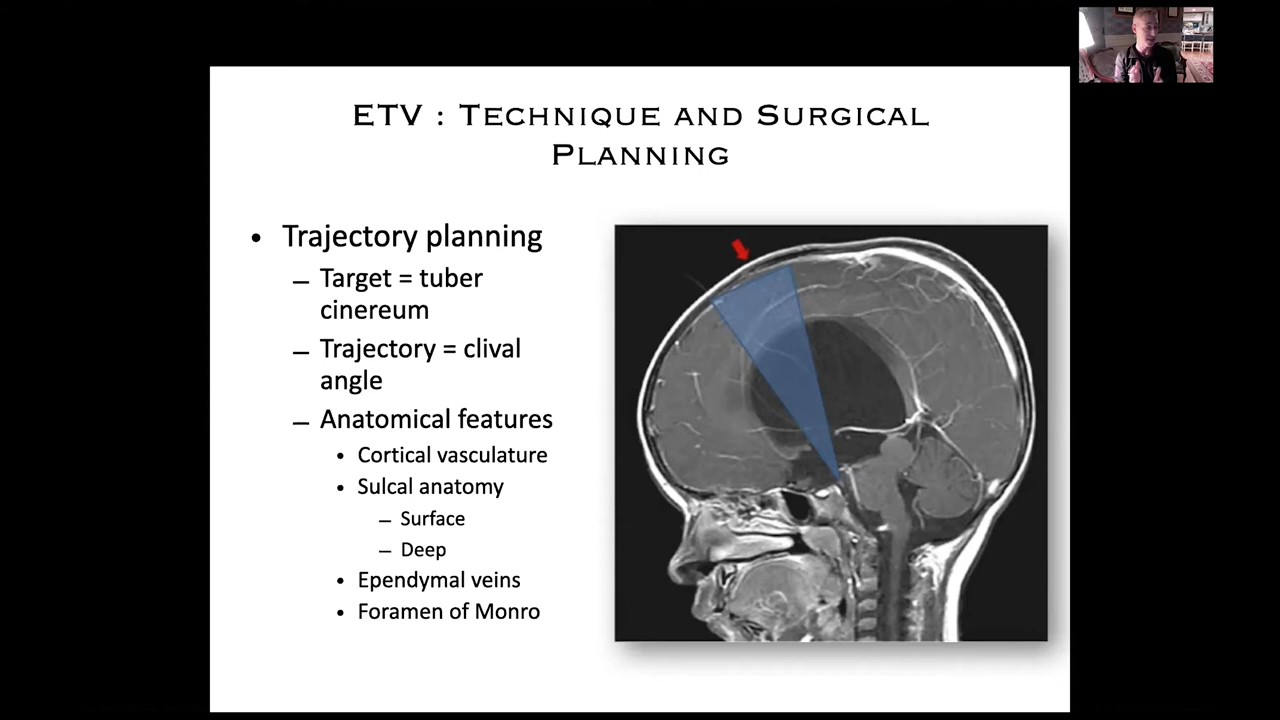 ETV : Technique and Surgical
Planning
• Trajectory planning
– Target = tuber
cinereum
– Trajectory = clival
angle
– Anatomical features
• Cortical vasculature
• Sulcal anatomy
– Surface
– Deep
• Ependymal veins
• Foramen of Monro